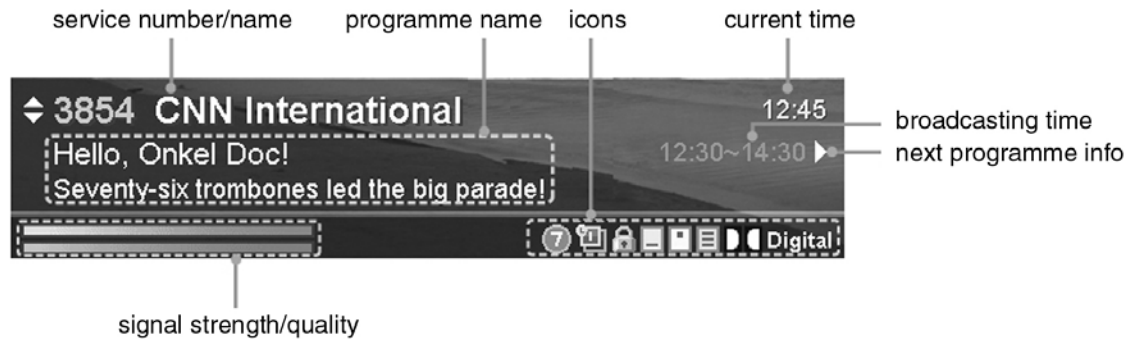 service number/name programme name icons current time
3854 CNN International 12:45
broadcasting time
Hello, Onkel Doc! 12:30~14:30 next programme info
Seventy-six trombones led the big parade!
7 Digital
signal strength/quality